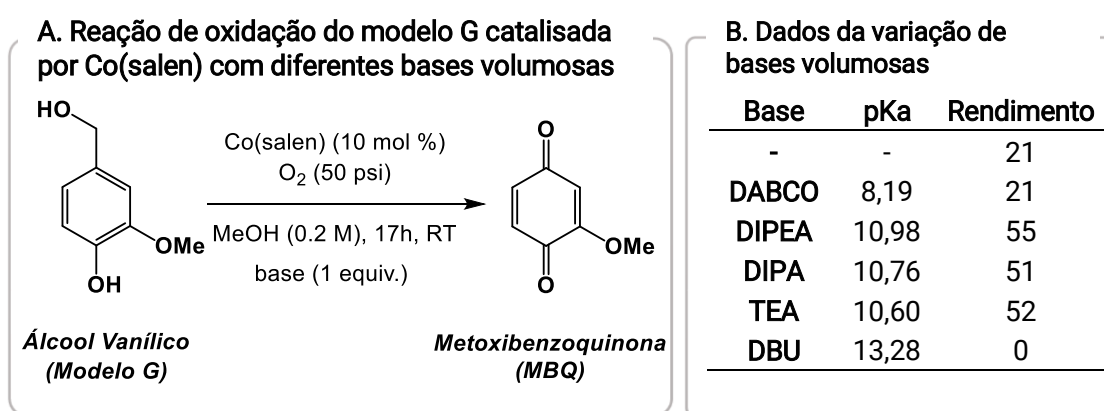 A. Reação de oxidação do modelo G catalisada
por Co(salen) com diferentes bases volumosas
HO
OMe
OH
Co(salen) (10 mol %)
O₂ (50 psi)
MeOH (0.2 M), 17h, RT
base (1 equiv.)
O
OMe
O
Álcool Vanílico
(Modelo G)
Metoxibenzoquinona
(MBQ)
B. Dados da variação de
bases volumosas
Base pKa Rendimento
- - 21
DABCO 8,19 21
DIPEA 10,98 55
DIPA 10,76 51
TEA 10,60 52
DBU 13,28 0